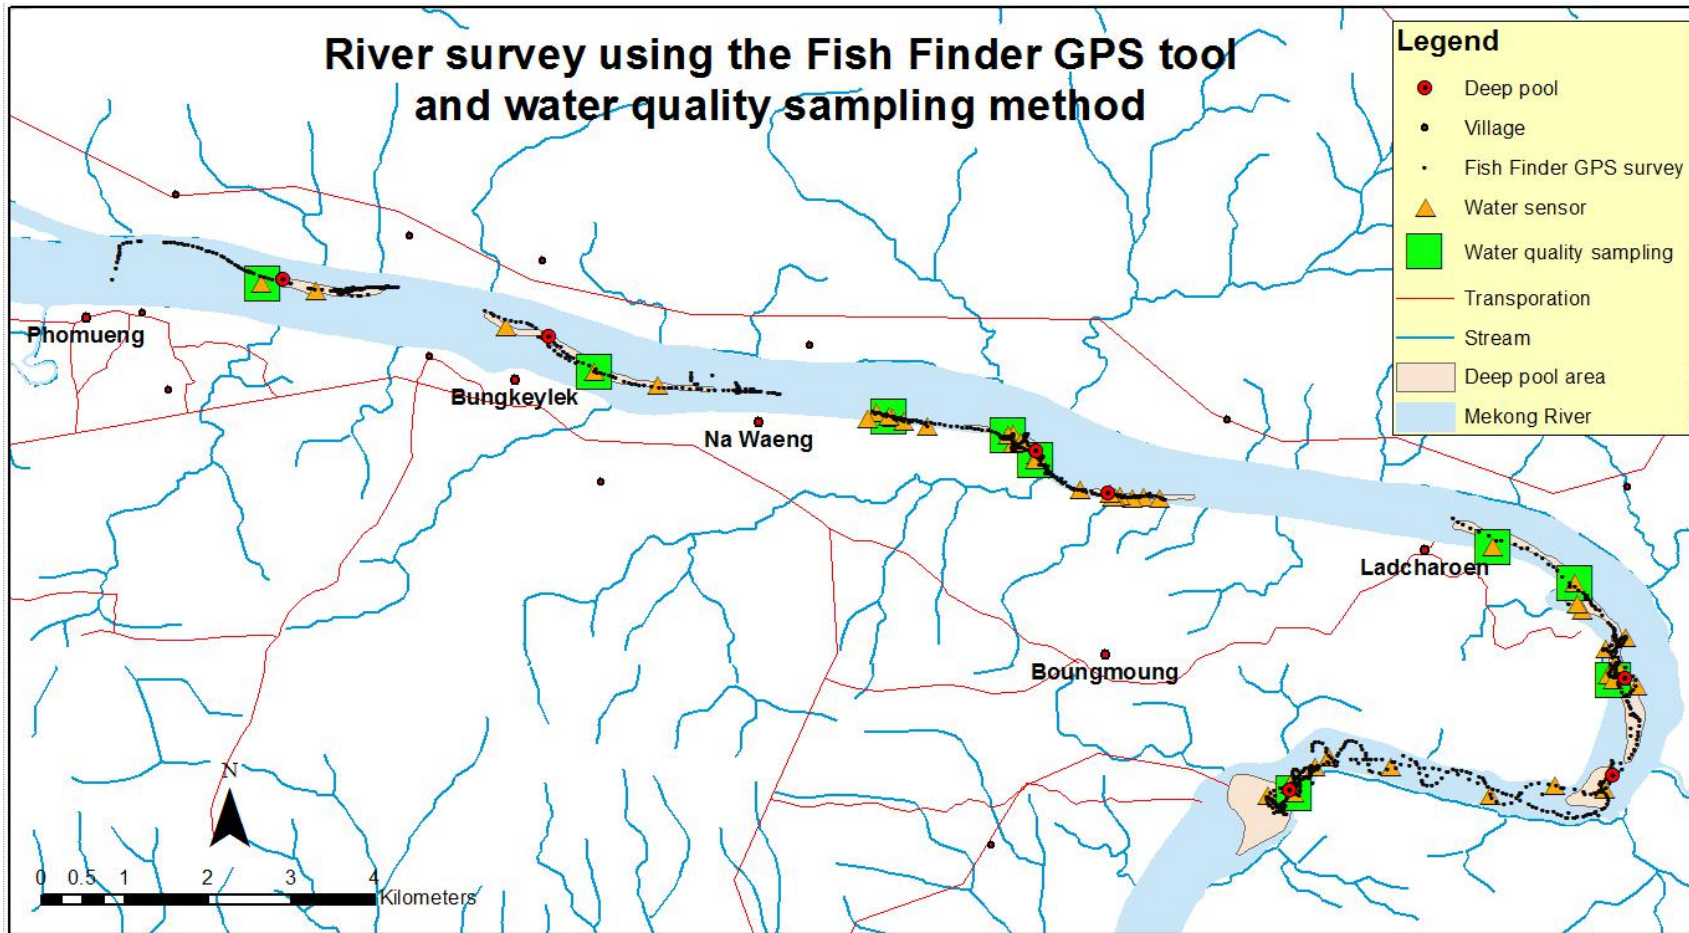 River survey using the Fish Finder GPS tool
and water quality sampling method
Legend
Deep pool
Village
Fish Finder GPS survey
Water sensor
Water quality sampling
Transporation
Stream
Deep pool area
Mekong River
Phomueng
Bungkeylek
Na Waeng
Ladcharoen
Boungmoung
N
0 0.5 1 2 3 4
Kilometers